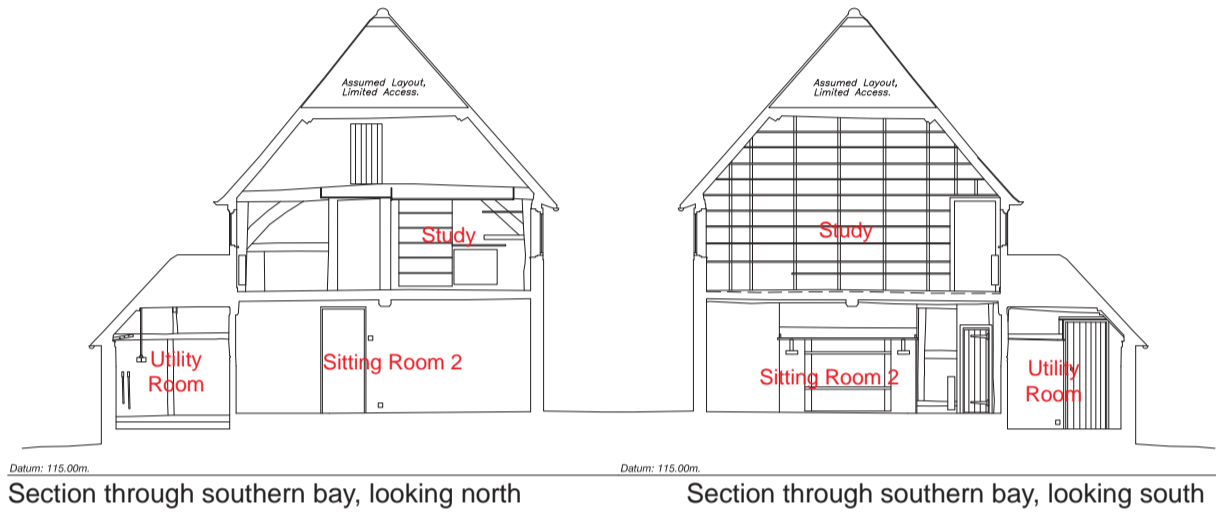 Assumed Layout,
Limited Access.
Study
Utility
Room
Sitting Room 2
Datum: 115.00m.
Section through southern bay, looking north
Assumed Layout,
Limited Access.
Study
Sitting Room 2
Utility
Room
Datum: 115.00m.
Section through southern bay, looking south